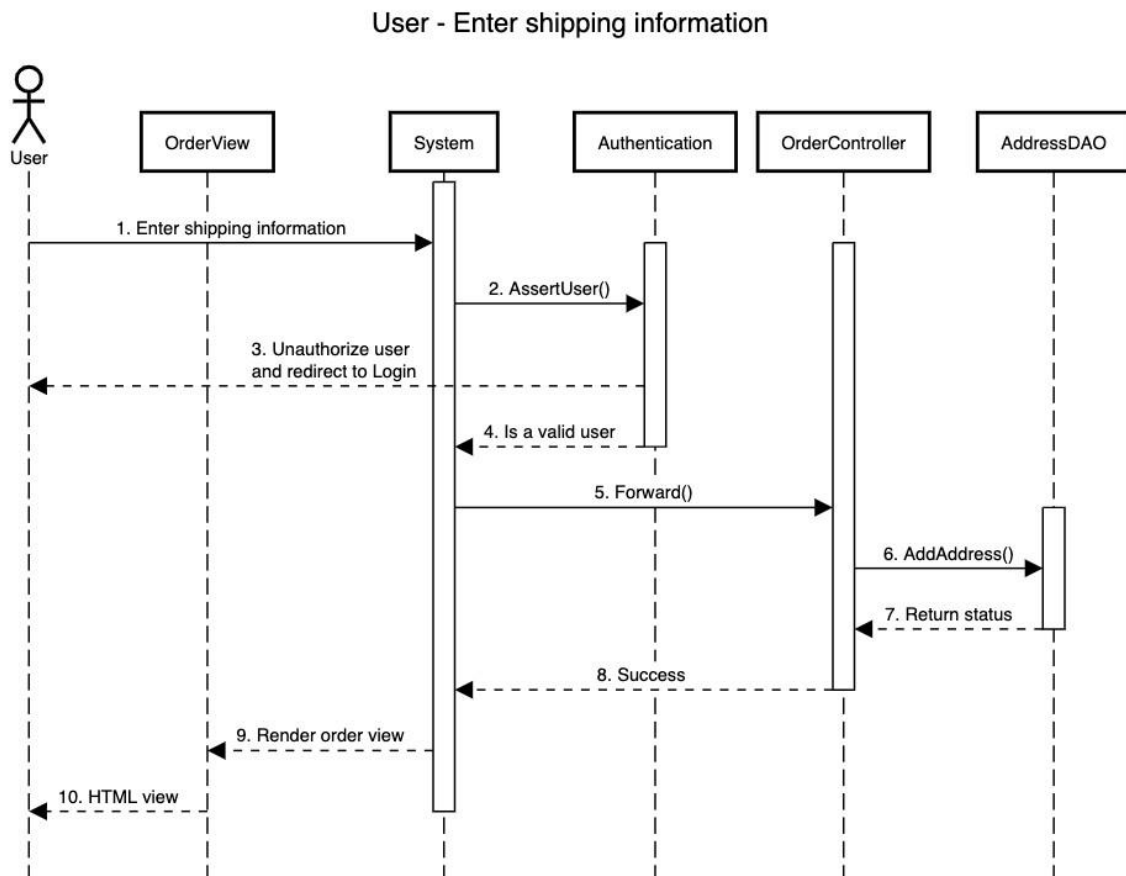 User - Enter shipping information
User
OrderView
System
Authentication
OrderController
AddressDAO
1. Enter shipping information
2. AssertUser()
3. Unauthorize user
and redirect to Login
4. Is a valid user
5. Forward()
6. AddAddress()
7. Return status
8. Success
9. Render order view
10. HTML view